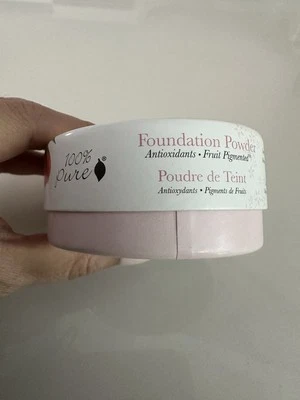 100%
Pure
Foundation Powder
Antioxidants • Fruit Pigmented
Poudre de Teint
Antioxydants • Pigments de Fruits